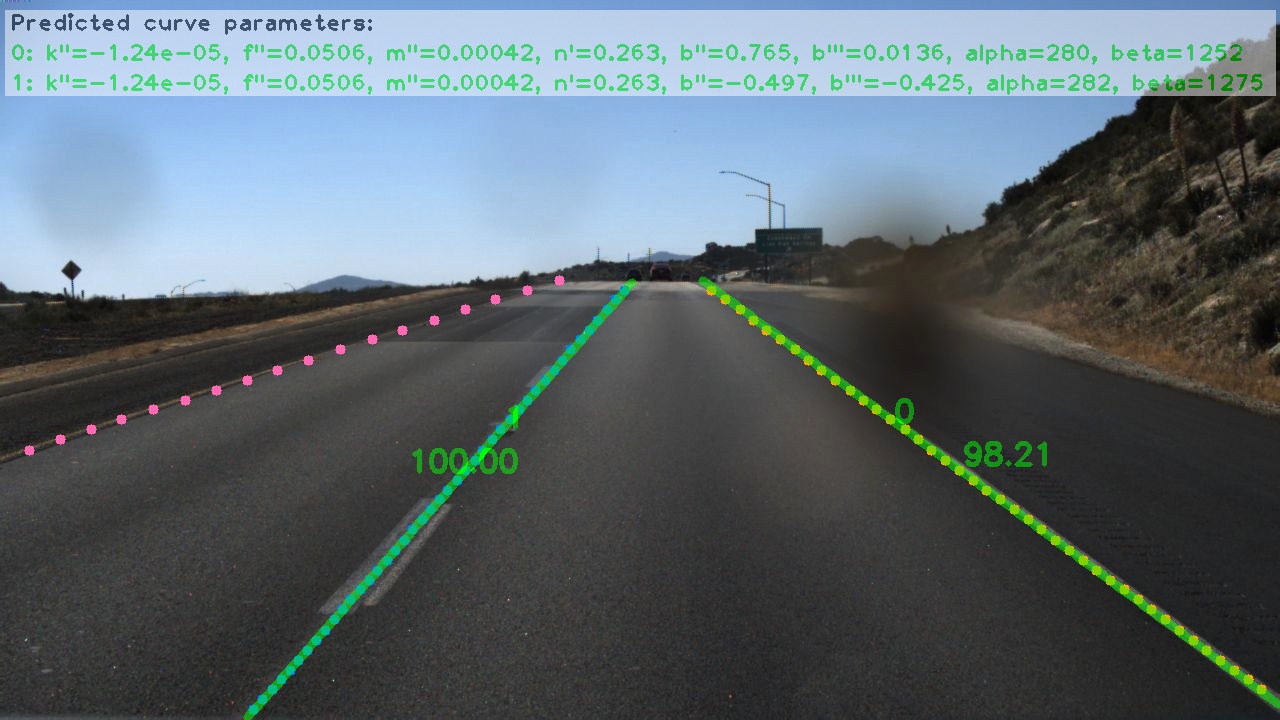 Predicted curve parameters:
0: k''=-1.24e-05, f''=0.0506, m''=0.00042, n'=0.263, b''=0.765, b'''=0.0136, alpha=280, beta=1252
1: k''=-1.24e-05, f''=0.0506, m''=0.00042, n'=0.263, b''=-0.497, b'''=-0.425, alpha=282, beta=1275
0
1
100.00
98.21